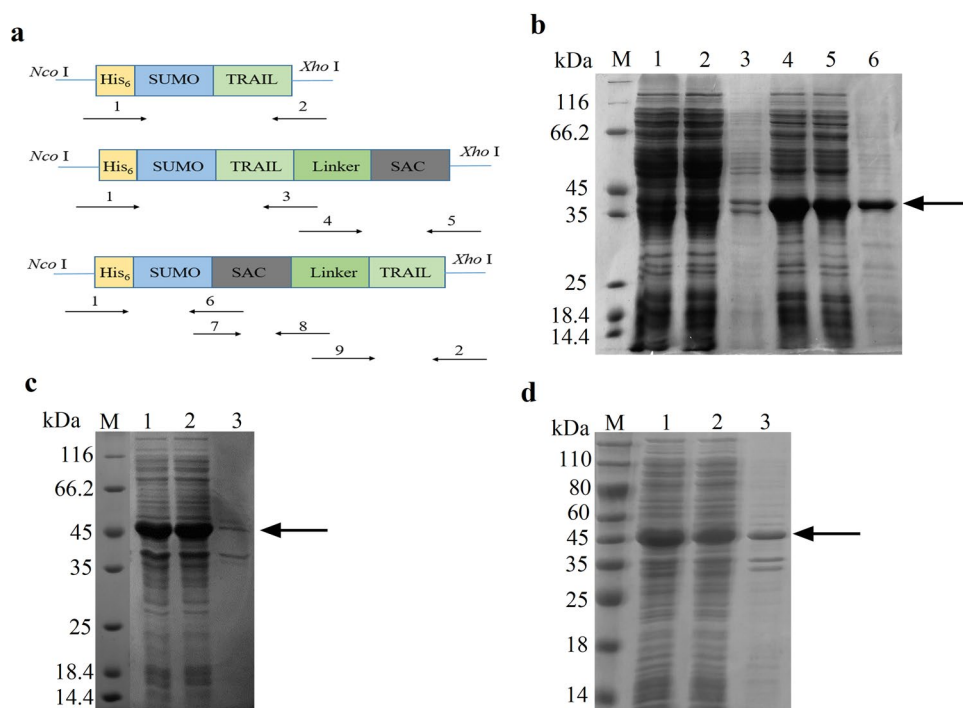 a
Nco I His6 SUMO TRAIL Xho I
1 2
Nco I His6 SUMO TRAIL Linker SAC Xho I
1 3
4 5
Nco I His6 SUMO SAC Linker TRAIL Xho I
1 6
7 8
9 2
b
kDa M 1 2 3 4 5 6
116
66.2
45
35
25
18.4
14.4
c
kDa M 1 2 3
116
66.2
45
35
25
18.4
14.4
d
kDa M 1 2 3
110
80
60
45
35
25
18
14